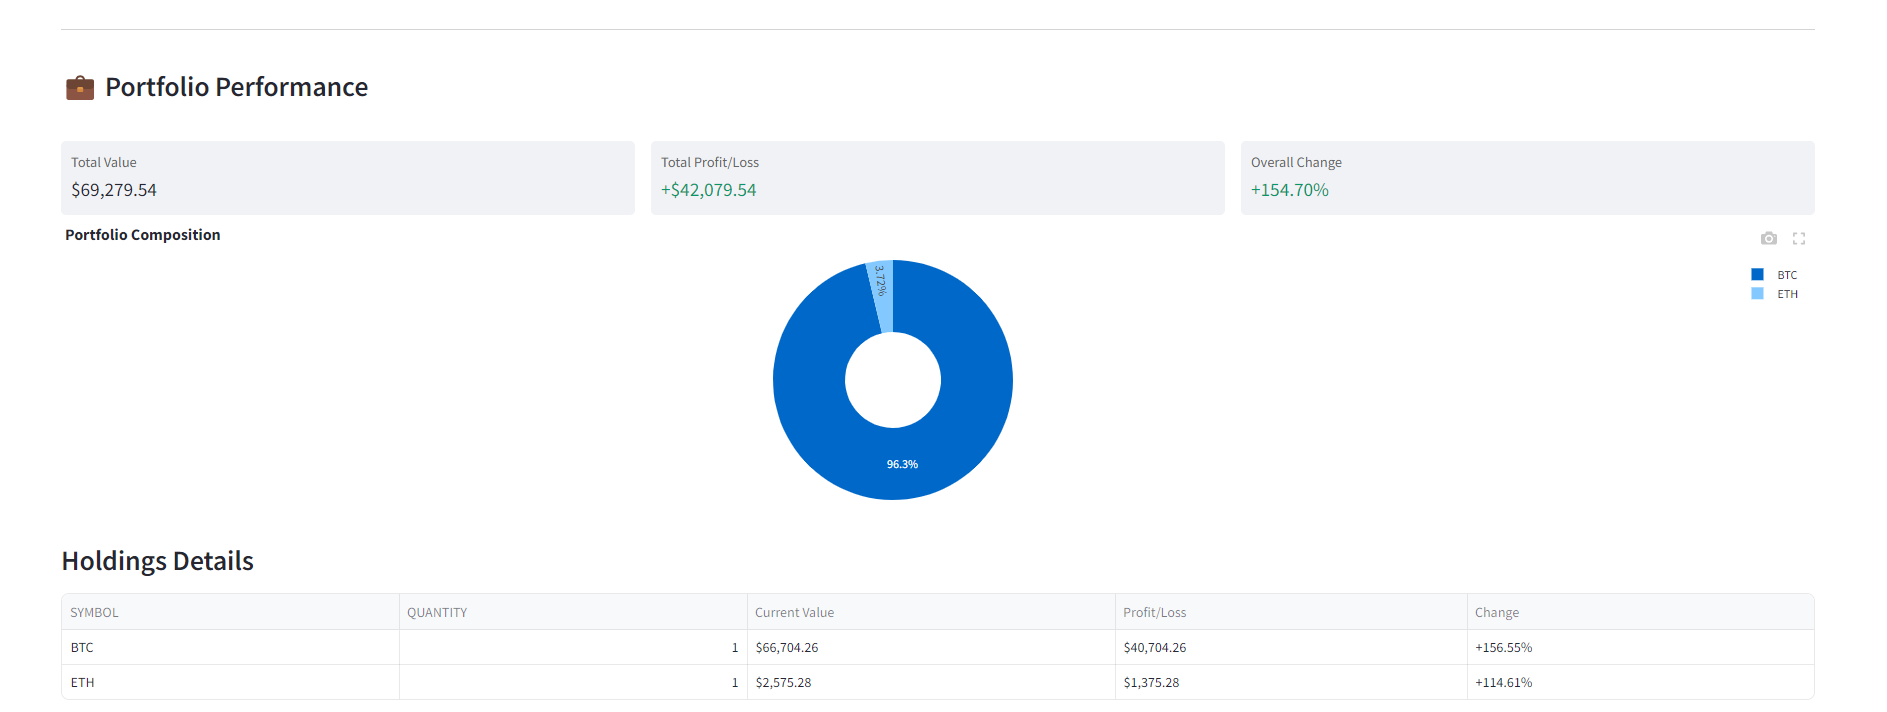 Portfolio Performance
Total Value
$69,279.54
Total Profit/Loss
+$42,079.54
Overall Change
+154.70%
Portfolio Composition
BTC
ETH
3.72%
96.3%
Holdings Details
SYMBOL QUANTITY Current Value Profit/Loss Change
BTC 1 $66,704.26 $40,704.26 +156.55%
ETH 1 $2,575.28 $1,375.28 +114.61%